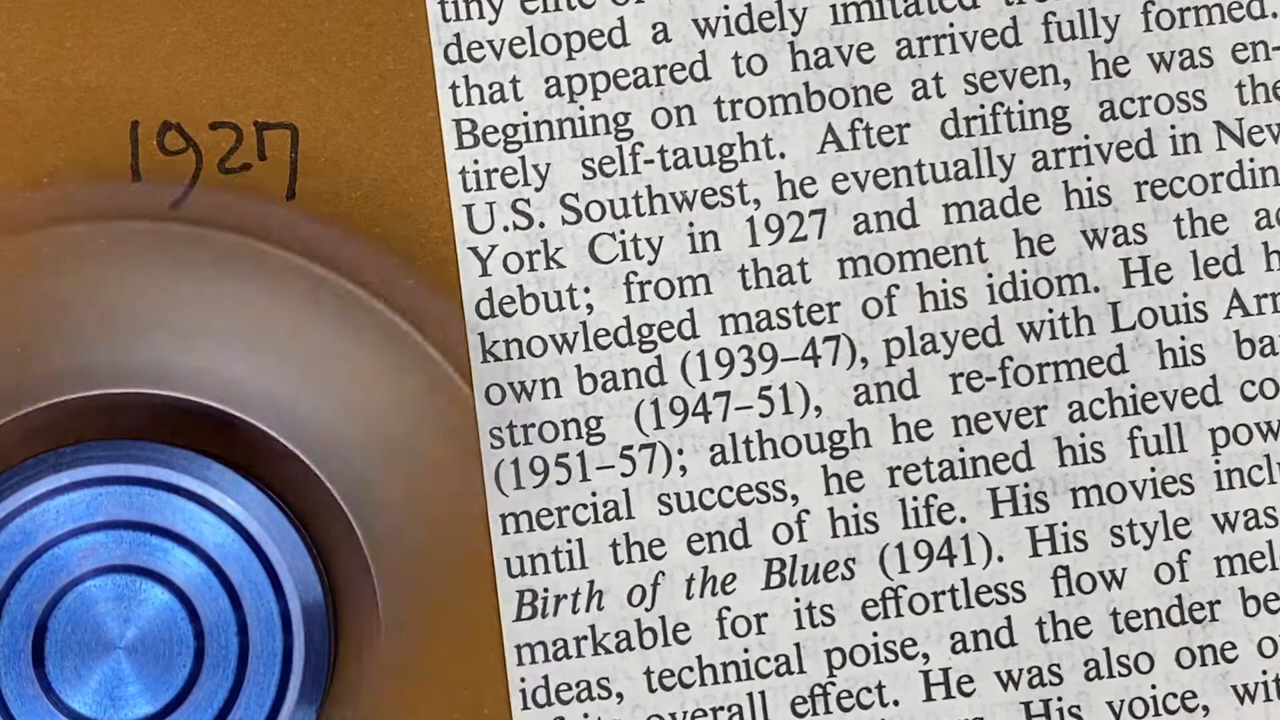 1927
tiny elite
developed a widely imitated
that appeared to have arrived fully formed.
Beginning on trombone at seven, he was en-
tirely self-taught. After drifting across the
U.S. Southwest, he eventually arrived in New
York City in 1927 and made his recordin
debut; from that moment he was the ac
knowledged master of his idiom. He led h
own band (1939–47), played with Louis Arm
strong (1947–51), and re-formed his ba
(1951–57); although he never achieved co
mercial success, he retained his full pow
until the end of his life. His movies incl
Birth of the Blues (1941). His style was
markable for its effortless flow of mel
ideas, technical poise, and the tender be
overall effect. He was also one o
His voice, wit